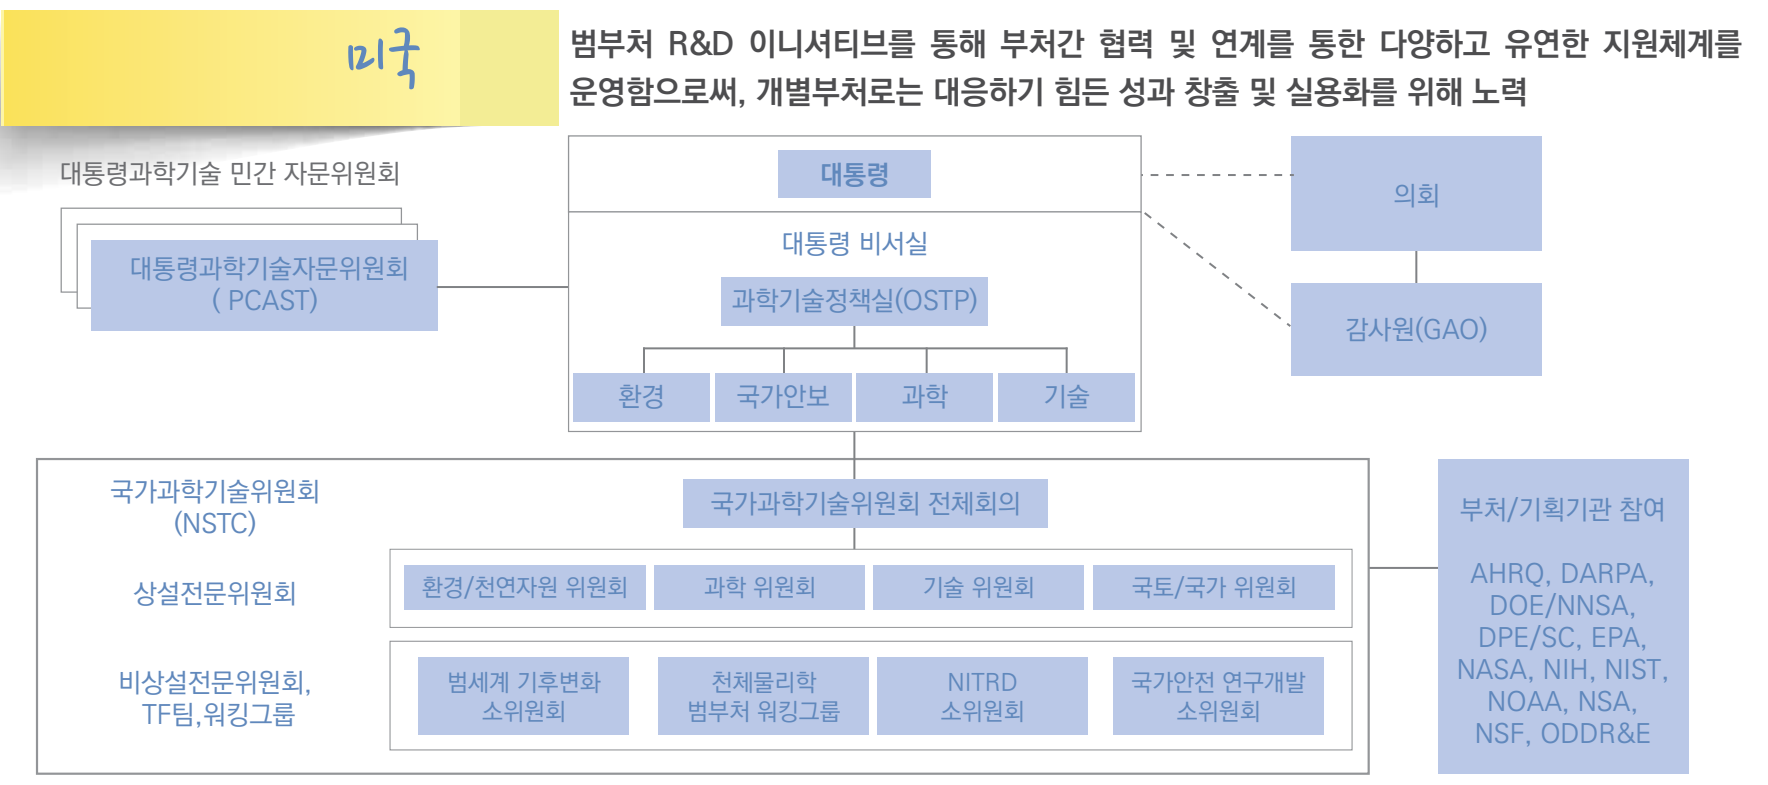 미국
범부처 R&D 이니셔티브를 통해 부처간 협력 및 연계를 통한 다양하고 유연한 지원체계를
운영함으로써, 개별부처로는 대응하기 힘든 성과 창출 및 실용화를 위해 노력
대통령과학기술 민간 자문위원회
대통령과학기술자문위원회
( PCAST)
대통령
대통령 비서실
과학기술정책실(OSTP)
환경
국가안보
과학
기술
의회
감사원(GAO)
국가과학기술위원회
(NSTC)
국가과학기술위원회 전체회의
상설전문위원회
환경/천연자원 위원회
과학 위원회
기술 위원회
국토/국가 위원회
비상설전문위원회,
TF팀,워킹그룹
범세계 기후변화
소위원회
천체물리학
범부처 워킹그룹
NITRD
소위원회
국가안전 연구개발
소위원회
부처/기획기관 참여
AHRQ, DARPA,
DOE/NNSA,
DPE/SC, EPA,
NASA, NIH, NIST,
NOAA, NSA,
NSF, ODDR&E